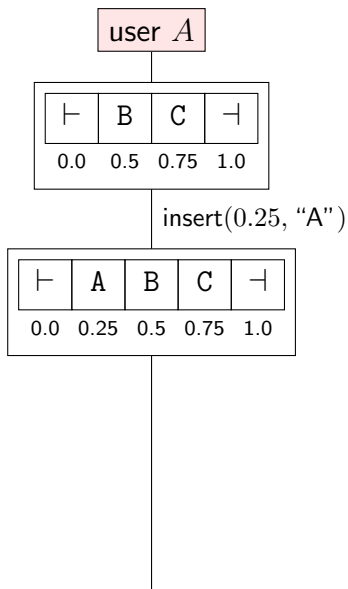 user A
⊢ B C ⊣
0.0 0.5 0.75 1.0
insert(0.25, “A”)
⊢ A B C ⊣
0.0 0.25 0.5 0.75 1.0